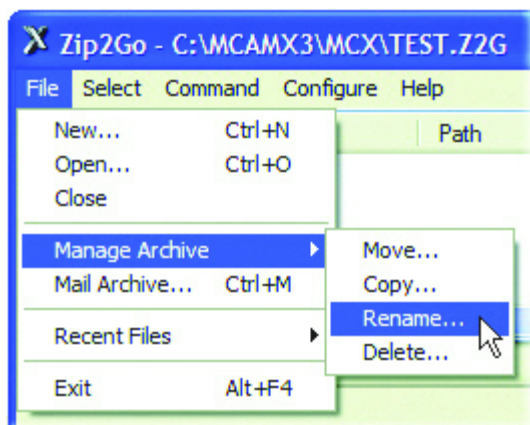 Zip2Go - C:\MCAMX3\MCX\TEST.Z2G
File Select Command Configure Help
New... Ctrl+N
Path
Open... Ctrl+O
Close
Manage Archive
Move...
Mail Archive... Ctrl+M
Copy...
Rename...
Recent Files
Delete...
Exit Alt+F4